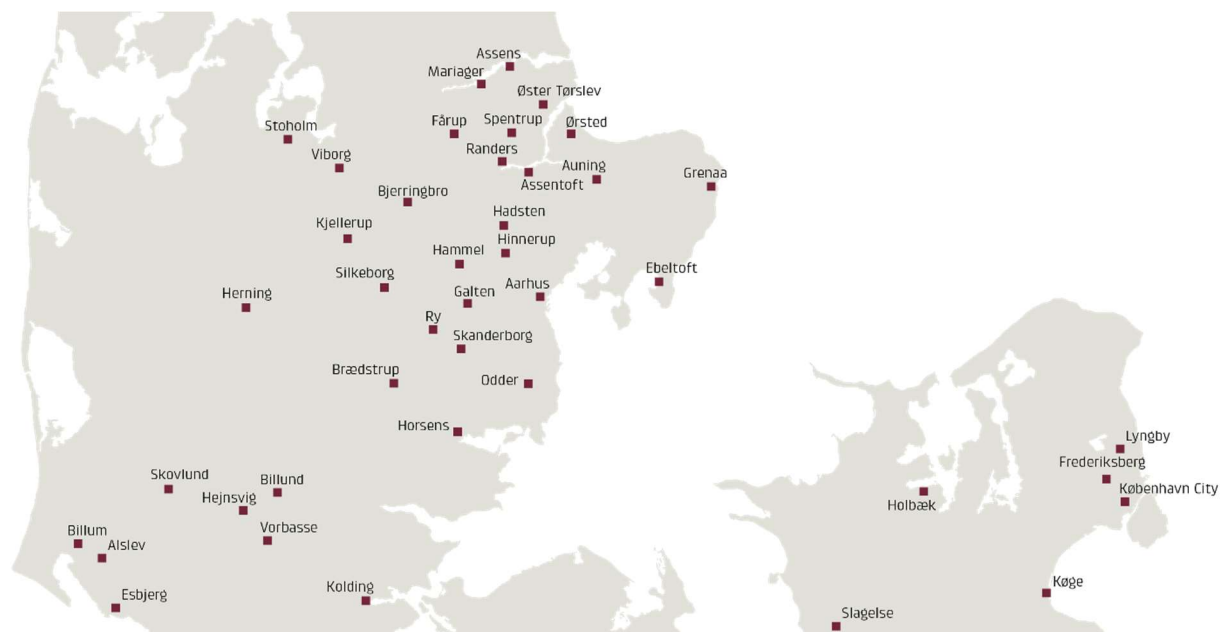 Assens
Mariager
Øster Tørslev
Fårup
Spentrup
Ørsted
Stoholm
Randers
Viborg
Auning
Grenaa
Assentoft
Bjerringbro
Hadsten
Kjellerup
Hinnerup
Hammel
Ebeltoft
Silkeborg
Aarhus
Herning
Galten
Ry
Skanderborg
Brædstrup
Odder
Horsens
Lyngby
Frederiksberg
Skovlund
Billund
København City
Hejnsvig
Holbæk
Billum
Vorbasse
Alslev
Køge
Kolding
Esbjerg
Slagelse